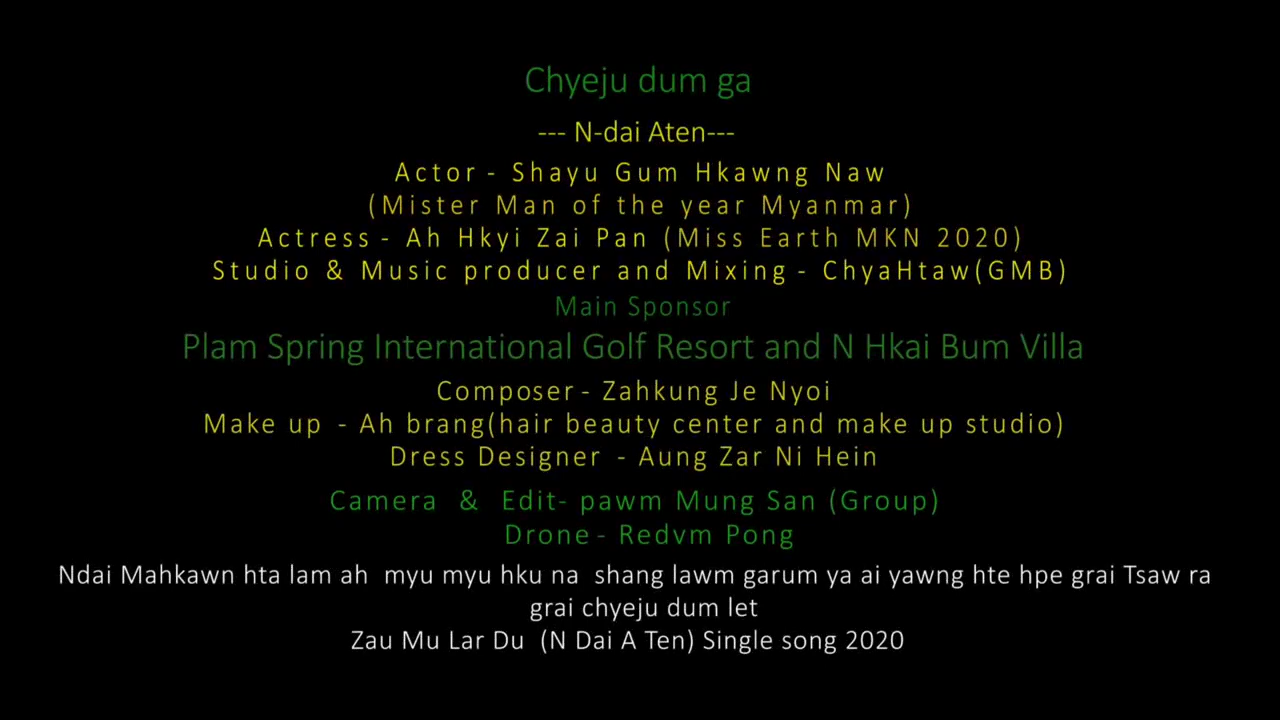 Chyeju dum ga
--- N-dai Aten---
Actor - Shayu Gum Hkawng Naw
(Mister Man of the year Myanmar)
Actress - Ah Hkyi Zai Pan (Miss Earth MKN 2020)
Studio & Music producer and Mixing - ChyaHtaw(GMB)
Main Sponsor
Plam Spring International Golf Resort and N Hkai Bum Villa
Composer - Zahkung Je Nyoi
Make up - Ah brang(hair beauty center and make up studio)
Dress Designer - Aung Zar Ni Hein
Camera & Edit- pawm Mung San (Group)
Drone - Redvm Pong
Ndai Mahkawn hta lam ah myu myu hku na shang lawm garum ya ai yawng hte hpe grai Tsaw ra
grai chyeju dum let
Zau Mu Lar Du (N Dai A Ten) Single song 2020